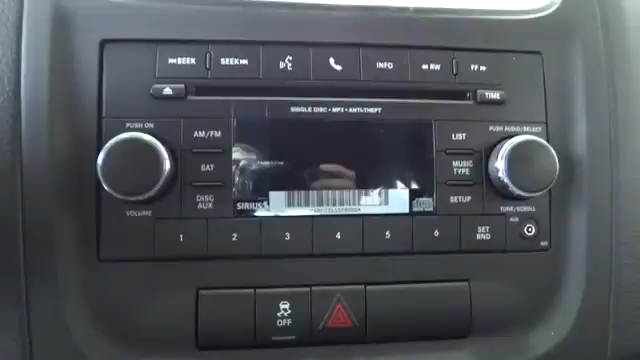 SEEK
SEEK
INFO
RW
FF
TIME
SINGLE DISC • MP3 • ANTI-THEFT
PUSH ON
VOLUME
AM/FM
SAT
DISC
AUX
SIRIUS
LIST
MUSIC
TYPE
SETUP
PUSH AUDIO/SELECT
TUNE/SCROLL
1
2
3
4
5
6
SET
RND
AUX
OFF